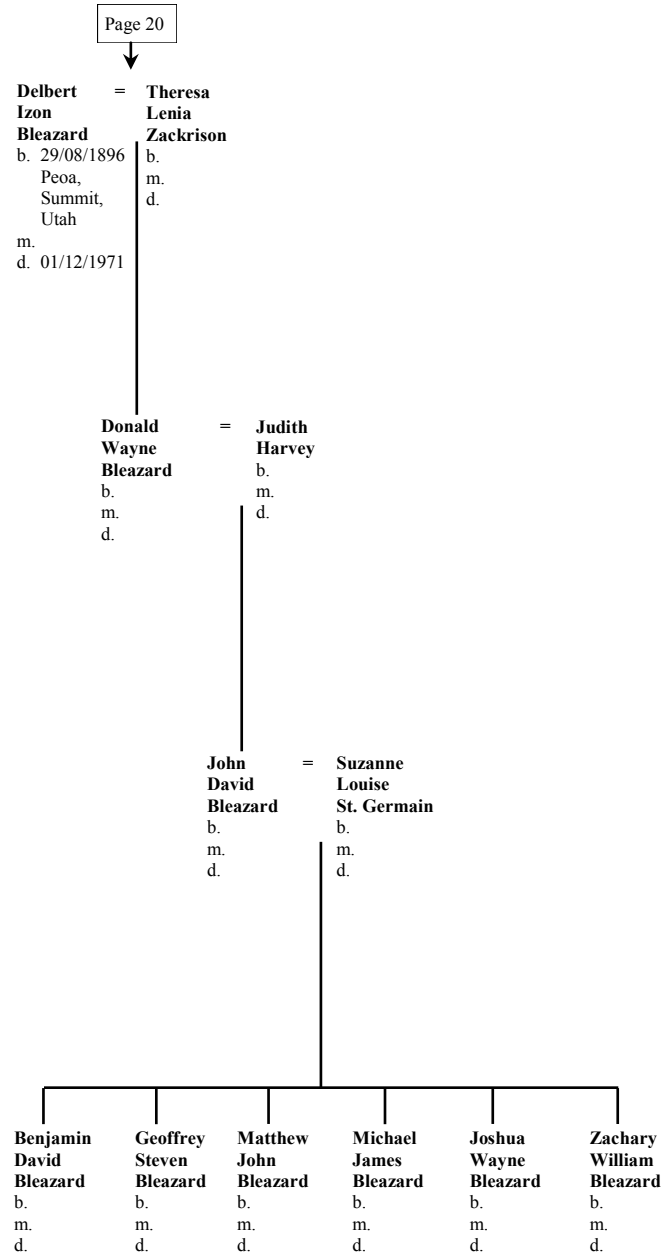 Page 20
Delbert = Theresa
Izon Lenia
Bleazard Zackrison
b. 29/08/1896 b.
Peoa, m.
Summit, d.
Utah
m.
d. 01/12/1971
Donald = Judith
Wayne Harvey
Bleazard b.
b. m.
m. d.
d.
John = Suzanne
David Louise
Bleazard St. Germain
b. b.
m. m.
d. d.
Benjamin Geoffrey Matthew Michael Joshua Zachary
David Steven John James Wayne William
Bleazard Bleazard Bleazard Bleazard Bleazard Bleazard
b. b. b. b. b. b.
m. m. m. m. m. m.
d. d. d. d. d. d.